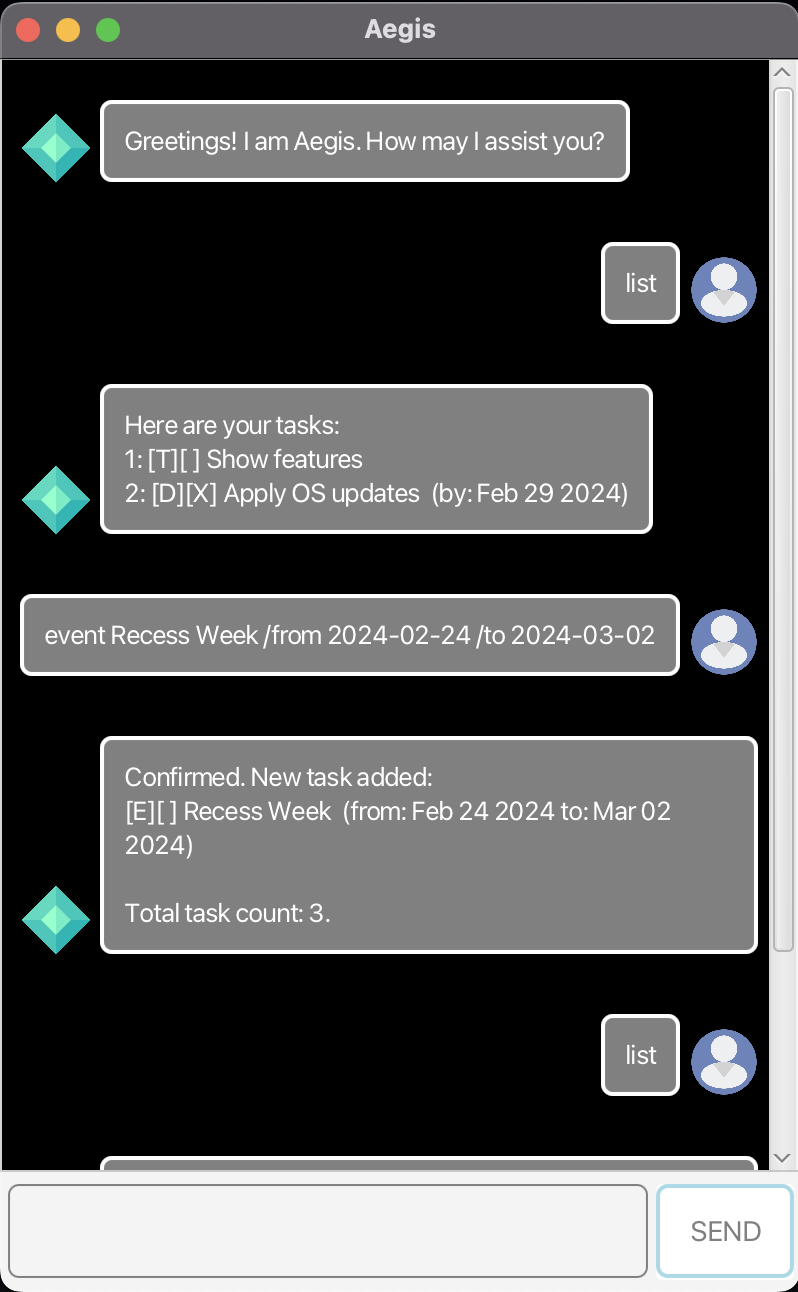 Aegis
Greetings! I am Aegis. How may I assist you?
list
Here are your tasks:
1: [T][ ] Show features
2: [D][X] Apply OS updates  (by: Feb 29 2024)
event Recess Week /from 2024-02-24 /to 2024-03-02
Confirmed. New task added:
[E][ ] Recess Week  (from: Feb 24 2024 to: Mar 02
2024)
Total task count: 3.
list
SEND